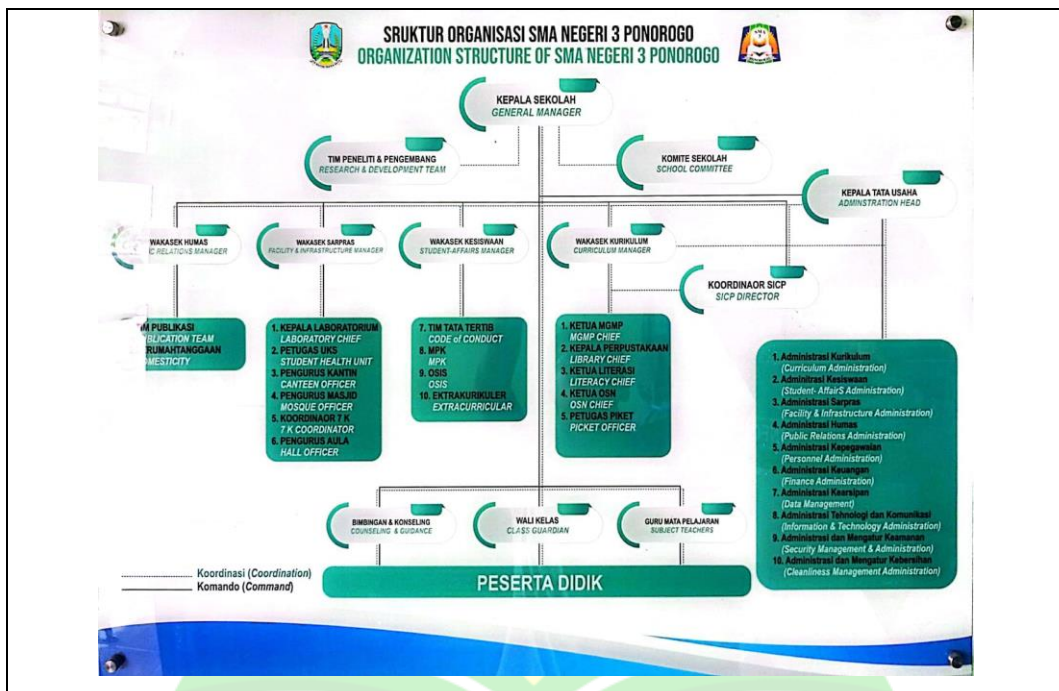 SRUKTUR ORGANISASI SMA NEGERI 3 PONOROGO
ORGANIZATION STRUCTURE OF SMA NEGERI 3 PONOROGO
KEPALA SEKOLAH
GENERAL MANAGER
TIM PENELITI & PENGEMBANG
RESEARCH & DEVELOPMENT TEAM
KOMITE SEKOLAH
SCHOOL COMMITTEE
KEPALA TATA USAHA
ADMINSTRATION HEAD
WAKASEK HUMAS
RELATIONS MANAGER
WAKASEK SARPRAS
FACILITY & INFRASTRUCTURE MANAGER
WAKASEK KESISWAAN
STUDENT-AFFAIRS MANAGER
WAKASEK KURIKULUM
CURRICULUM MANAGER
KOORDINAOR SICP
SICP DIRECTOR
PUBLIKASI
TEAM
1. KEPALA LABORATORIUM
LABORATORY CHIEF
2. PETUGAS UKS
STUDENT HEALTH UNIT
3. PENGURUS KANTIN
CANTEEN OFFICER
4. PENGURUS MASJID
MOSQUE OFFICER
5. KOORDINAOR 7 K
7 K COORDINATOR
6. PENGURUS AULA
HALL OFFICER
7. TIM TATA TERTIB
CODE of CONDUCT
8. MPK
MPK
9. OSIS
OSIS
10. EKTRAKURIKULER
EXTRACURRICULAR
1. KETUA MGMP
MGMP CHIEF
2. KEPALA PERPUSTAKAAN
LIBRARY CHIEF
3. KETUA LITERASI
LITERACY CHIEF
4. KETUA OSN
OSN CHIEF
5. PETUGAS PIKET
PICKET OFFICER
1. Administrasi Kurikulum
(Curriculum Administration)
2. Adminitrasi Kesiswaan
(Student- AffairS Administration)
3. Administrasi Sarpras
(Facility & Infrastructure Administration)
4. Administrasi Humas
(Public Relations Administration)
5. Administrasi Kepegawaian
(Personnel Administration)
6. Administrasi Keuangan
(Finance Administration)
7. Administrasi Kearsipan
(Data Management)
8. Administrasi Tehnologi dan Komunikasi
(Information & Technology Administration)
9. Administrasi dan Mengatur Keamanan
(Security Management & Administration)
10. Administrasi dan Mengatur Kebersihan
(Cleanliness Management Administration)
BIMBINGAN & KONSELING
COUNSELING & GUIDANCE
WALI KELAS
CLASS GUARDIAN
GURU MATA PELAJARAN
SUBJECT TEACHERS
PESERTA DIDIK
Koordinasi (Coordination)
Komando (Command)